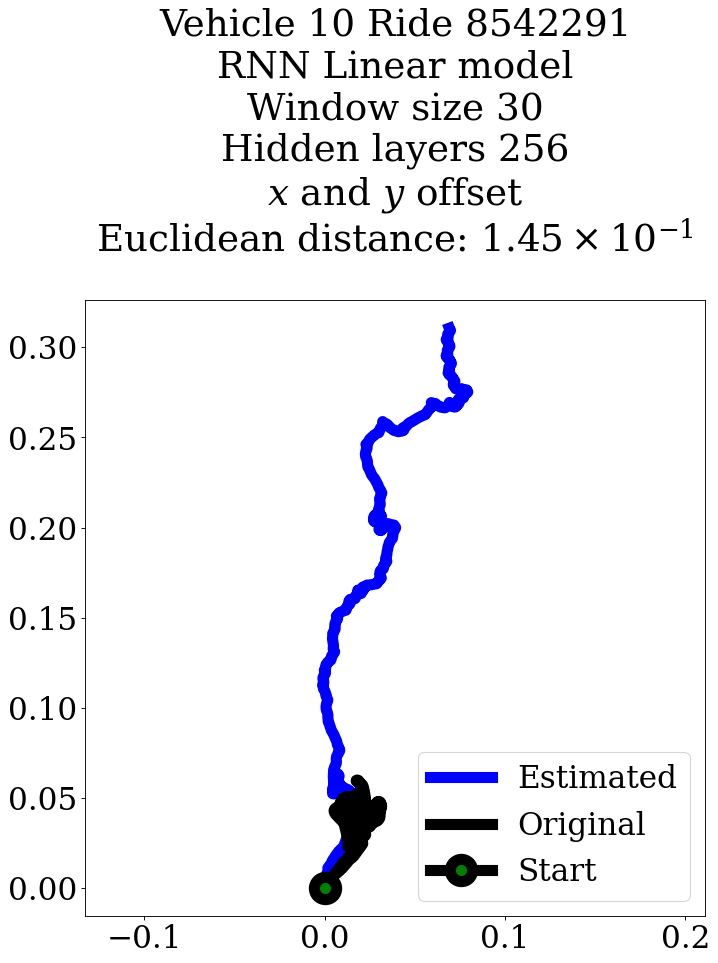 Vehicle 10 Ride 8542291
RNN Linear model
Window size 30
Hidden layers 256
x and y offset
Euclidean distance: 1.45 × 10⁻¹
0.30
0.25
0.20
0.15
0.10
0.05
0.00
−0.1
0.0
0.1
0.2
Estimated
Original
Start